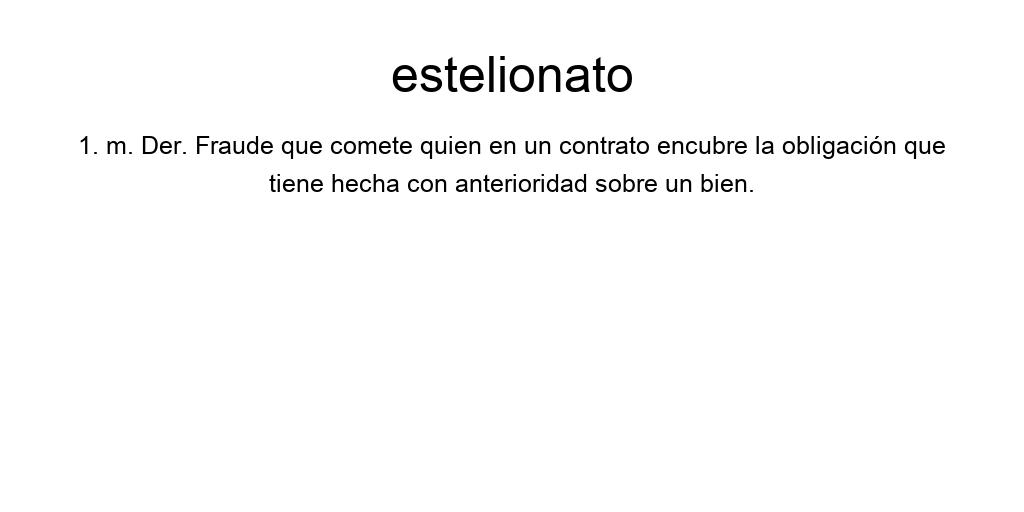 estelionato
1. m. Der. Fraude que comete quien en un contrato encubre la obligación que
tiene hecha con anterioridad sobre un bien.